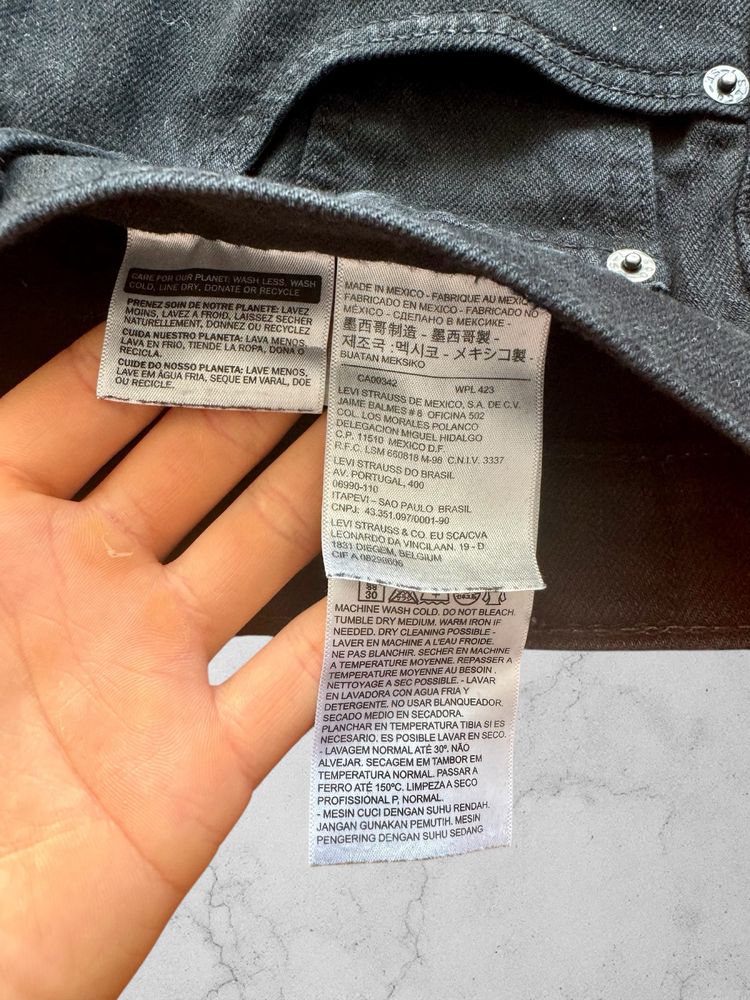 CARE FOR OUR PLANET: WASH LESS, WASH
COLD, LINE DRY, DONATE OR RECYCLE
PRENEZ SOIN DE NOTRE PLANETE: LAVEZ
MOINS, LAVEZ A FROID, LAISSEZ SECHER
NATURELLEMENT, DONNEZ OU RECYCLEZ
CUIDA NUESTRO PLANETA: LAVA MENOS,
LAVA EN FRIO, TIENDE LA ROPA, DONA O
RECICLA.
CUIDE DO NOSSO PLANETA: LAVE MENOS,
LAVE EM ÁGUA FRIA, SEQUE EM VARAL, DOE
OU RECICLE.
MADE IN MEXICO - FABRIQUE AU MEXIQUE
FABRICADO EN MEXICO - FABRICADO NO
MÉXICO - СДЕЛАНО В МЕКСИКЕ -
墨西哥制造 - 墨西哥製 -
제조국 :멕시코 - メキシコ製 -
BUATAN MEKSIKO
CA00342 WPL 423
LEVI STRAUSS DE MEXICO, S.A. DE C.V.
JAIME BALMES # 8 OFICINA 502
COL. LOS MORALES POLANCO
DELEGACION MIGUEL HIDALGO
C.P. 11510 MEXICO D.F.
R.F.C. LSM 650818 M-98 C.N.I.V. 3337
LEVI STRAUSS DO BRASIL
AV. PORTUGAL, 400
06990-110
ITAPEVI – SAO PAULO BRASIL
CNPJ: 43.351.097/0001-90
LEVI STRAUSS & CO. EU SCA/CVA
LEONARDO DA VINCILAAN. 19 - D
1831 DIEGEM, BELGIUM
CIF A 08290606
30
MACHINE WASH COLD. DO NOT BLEACH.
TUMBLE DRY MEDIUM. WARM IRON IF
NEEDED. DRY CLEANING POSSIBLE -
LAVER EN MACHINE A L'EAU FROIDE.
NE PAS BLANCHIR. SECHER EN MACHINE
A TEMPERATURE MOYENNE. REPASSER A
TEMPERATURE MOYENNE AU BESOIN.
NETTOYAGE A SEC POSSIBLE. - LAVAR
EN LAVADORA CON AGUA FRIA Y
DETERGENTE. NO USAR BLANQUEADOR.
SECADO MEDIO EN SECADORA.
PLANCHAR EN TEMPERATURA TIBIA SI ES
NECESARIO. ES POSIBLE LAVAR EN SECO.
- LAVAGEM NORMAL ATÉ 30º. NÃO
ALVEJAR. SECAGEM EM TAMBOR EM
TEMPERATURA NORMAL. PASSAR A
FERRO ATÉ 150ºC. LIMPEZA A SECO
PROFISSIONAL P, NORMAL.
- MESIN CUCI DENGAN SUHU RENDAH.
JANGAN GUNAKAN PEMUTIH. MESIN
PENGERING DENGAN SUHU SEDANG